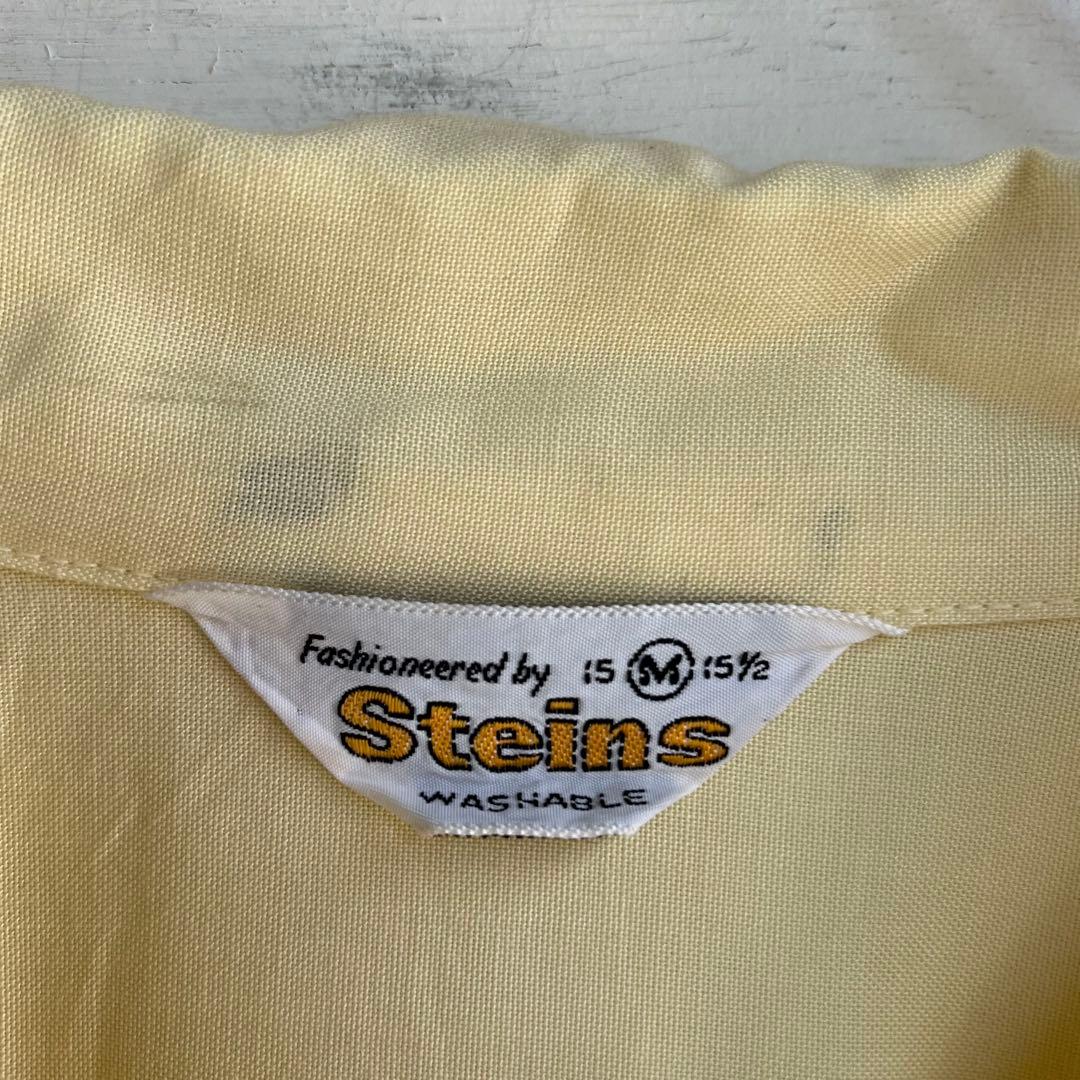 Fashioneered by 15 M 15½
Steins
WASHABLE